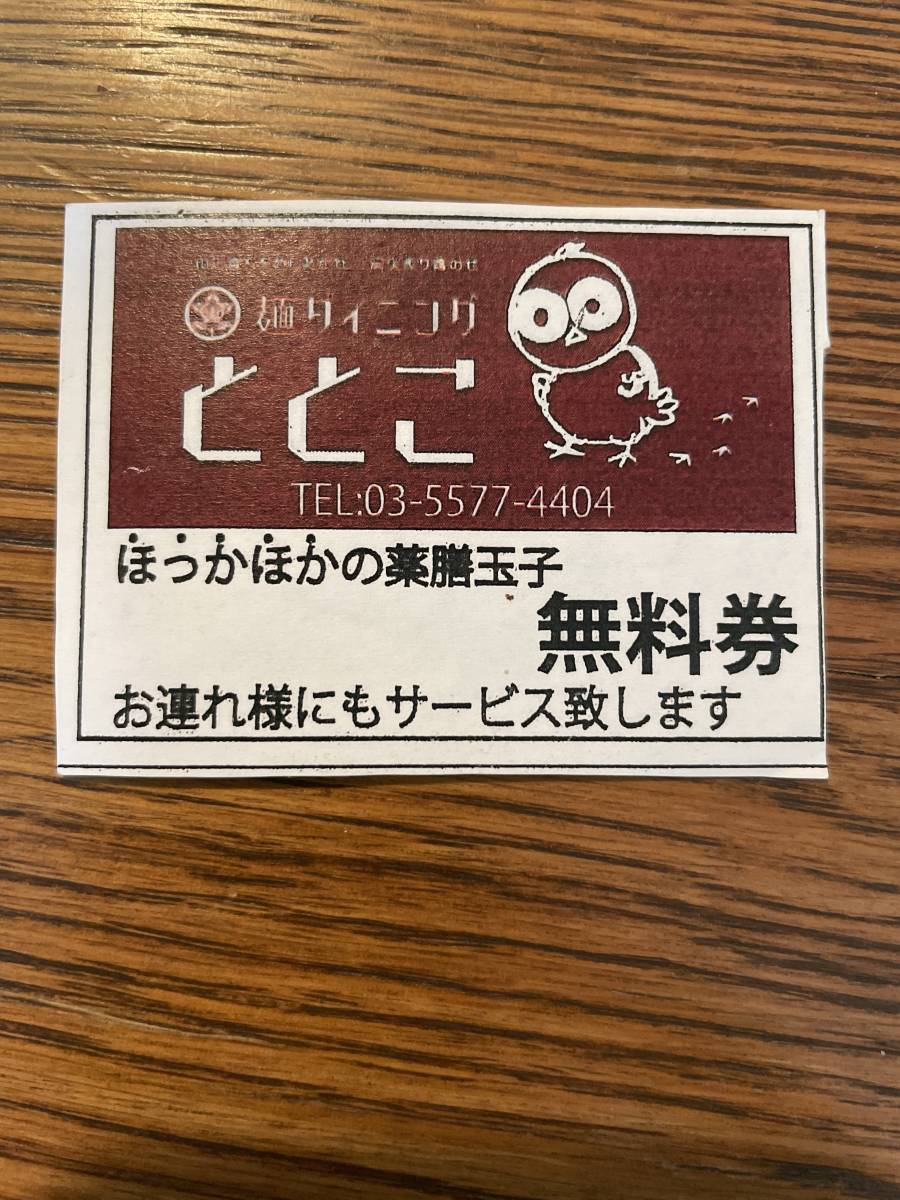 麺ダイニング
ととこ
TEL:03-5577-4404
ほっかほかの薬膳玉子
無料券
お連れ様にもサービス致します